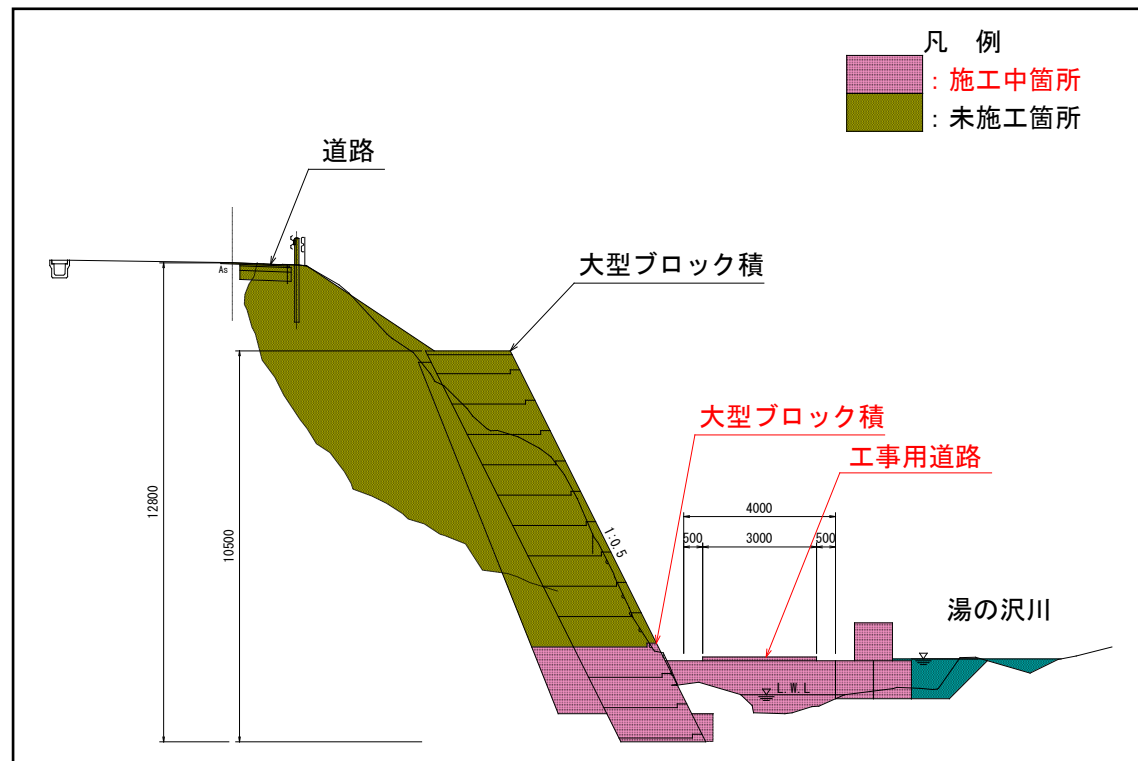 凡　例
：施工中箇所
：未施工箇所
道路
As
大型ブロック積
大型ブロック積
工事用道路
4000
500
3000
500
12800
10500
1:0.5
湯の沢川
L.W.L